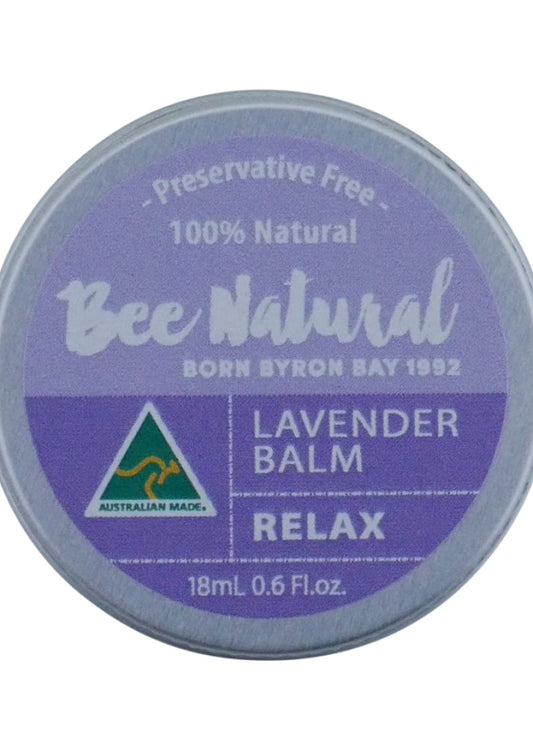 - Preservative Free -
100% Natural
Bee Natural
BORN BYRON BAY 1992
LAVENDER
BALM
AUSTRALIAN MADE
RELAX
18mL 0.6 Fl.oz.